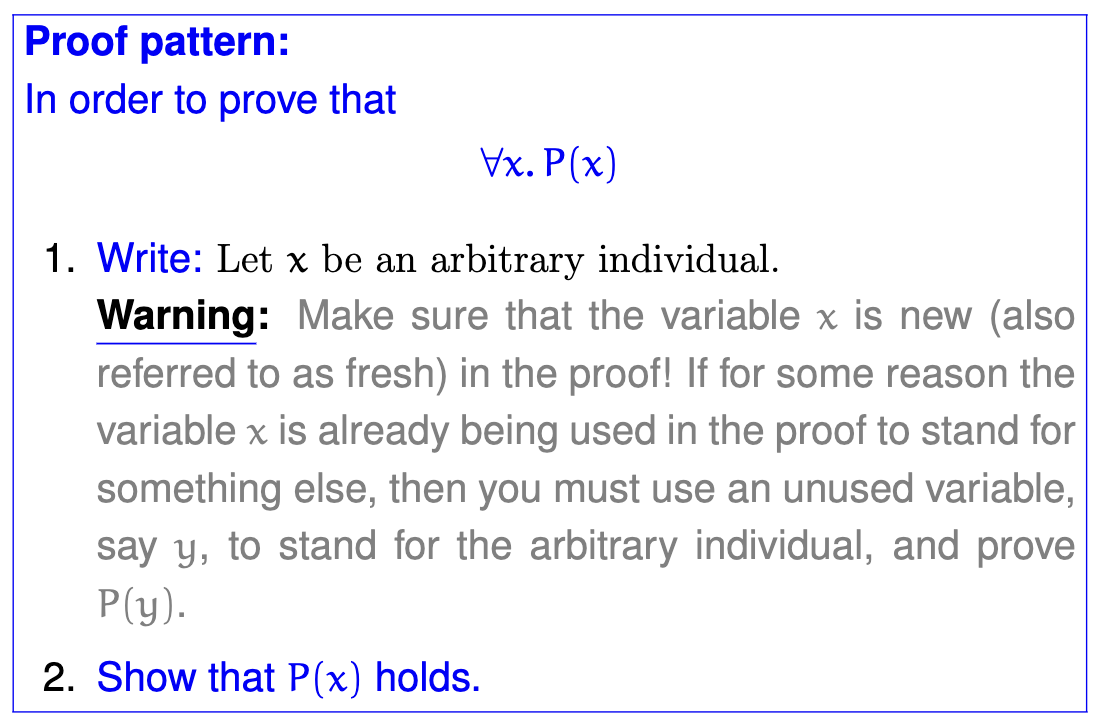 Proof pattern:
In order to prove that
∀x. P(x)
1. Write: Let x be an arbitrary individual.
Warning: Make sure that the variable x is new (also
referred to as fresh) in the proof! If for some reason the
variable x is already being used in the proof to stand for
something else, then you must use an unused variable,
say y, to stand for the arbitrary individual, and prove
P(y).
2. Show that P(x) holds.